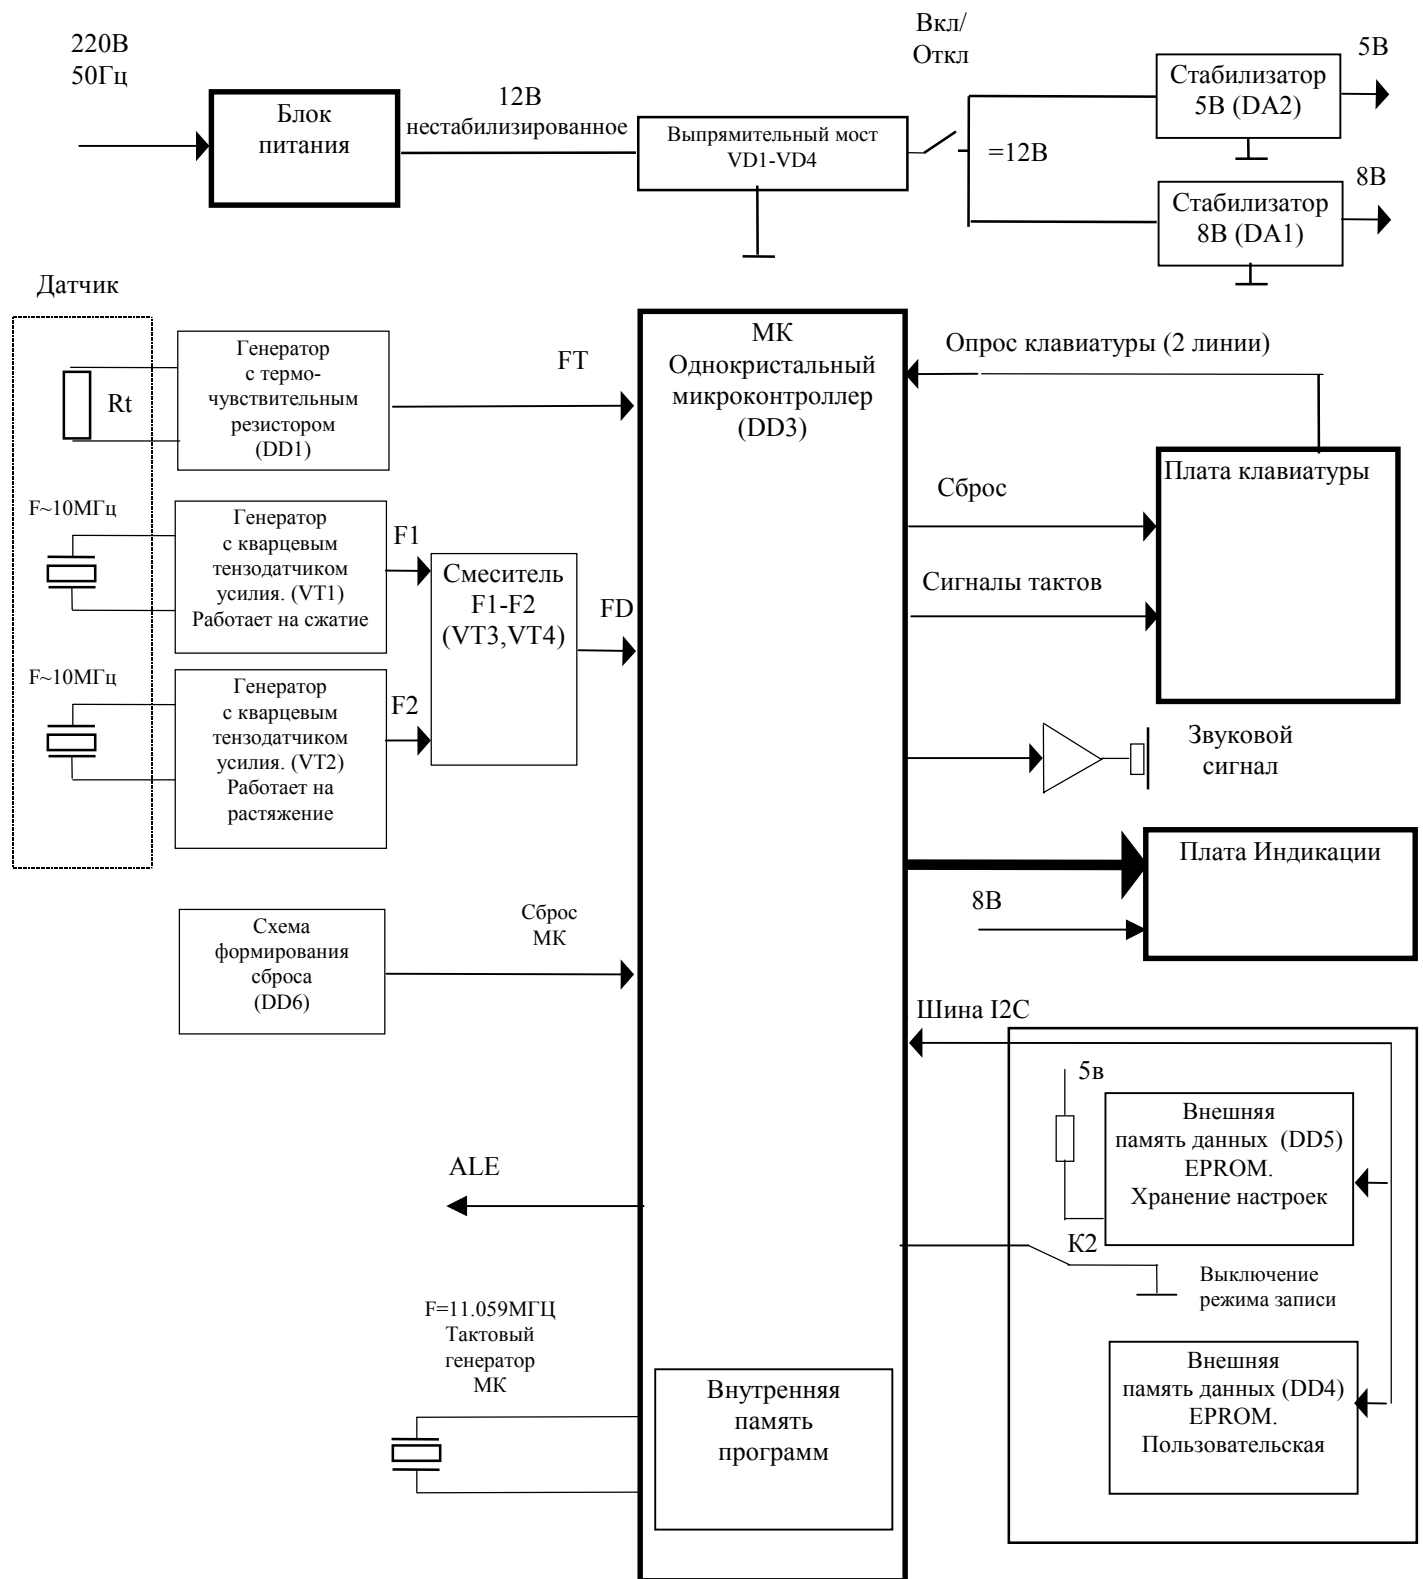 220В
50Гц
Блок
питания
12В
нестабилизированное
Выпрямительный мост
VD1-VD4
Вкл/
Откл
=12В
Стабилизатор
5В (DA2)
5В
Стабилизатор
8В (DA1)
8В
Датчик
Rt
Генератор
с термо-
чувствительным
резистором
(DD1)
FT
F~10МГц
Генератор
с кварцевым
тензодатчиком
усилия. (VT1)
Работает на сжатие
F1
Смеситель
F1-F2
(VT3,VT4)
FD
F~10МГц
Генератор
с кварцевым
тензодатчиком
усилия. (VT2)
Работает на
растяжение
F2
Схема
формирования
сброса
(DD6)
Сброс
МК
МК
Однокристальный
микроконтроллер
(DD3)
Опрос клавиатуры (2 линии)
Плата клавиатуры
Сброс
Сигналы тактов
Звуковой
сигнал
Плата Индикации
8В
Шина I2C
5в
Внешняя
память данных (DD5)
EPROM.
Хранение настроек
К2
Выключение
режима записи
Внешняя
память данных (DD4)
EPROM.
Пользовательская
ALE
F=11.059МГЦ
Тактовый
генератор
МК
Внутренняя
память
программ